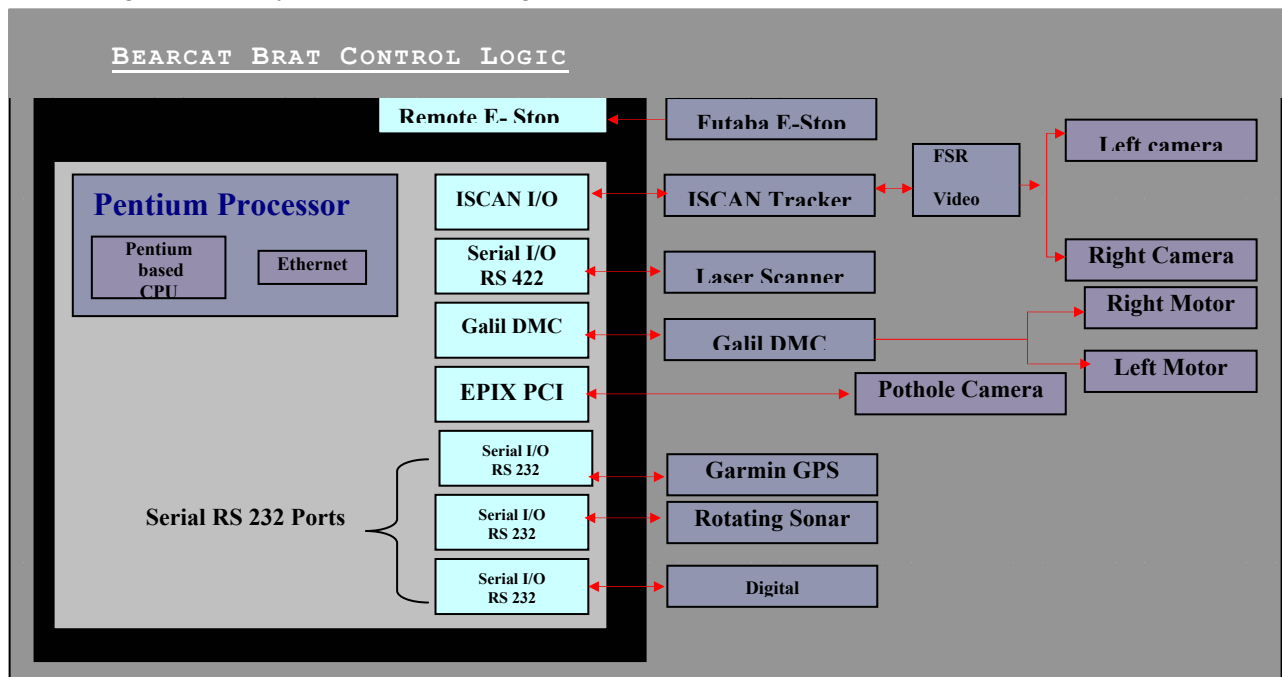 BEARCAT BRAT CONTROL LOGIC
Remote E- Stop
Futaba E-Stop
Left camera
FSR
Video
Pentium Processor
ISCAN I/O
ISCAN Tracker
Pentium
based
CPU
Ethernet
Serial I/O
RS 422
Laser Scanner
Right Camera
Right Motor
Galil DMC
Galil DMC
Left Motor
EPIX PCI
Pothole Camera
Serial I/O
RS 232
Garmin GPS
Serial RS 232 Ports
Serial I/O
RS 232
Rotating Sonar
Serial I/O
RS 232
Digital